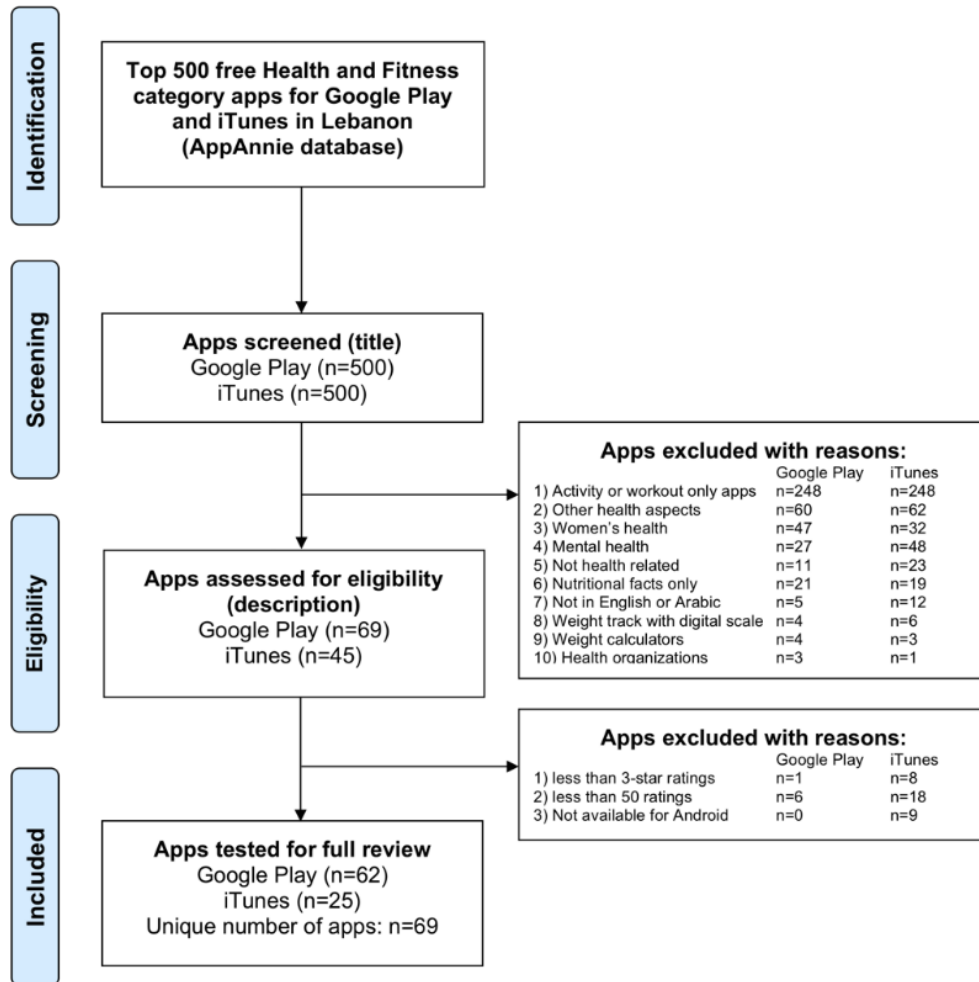 Identification
Top 500 free Health and Fitness
category apps for Google Play
and iTunes in Lebanon
(AppAnnie database)
Screening
Apps screened (title)
Google Play (n=500)
iTunes (n=500)
Apps excluded with reasons:
Google Play iTunes
1) Activity or workout only apps n=248 n=248
2) Other health aspects n=60 n=62
3) Women's health n=47 n=32
4) Mental health n=27 n=48
5) Not health related n=11 n=23
6) Nutritional facts only n=21 n=19
7) Not in English or Arabic n=5 n=12
8) Weight track with digital scale n=4 n=6
9) Weight calculators n=4 n=3
10) Health organizations n=3 n=1
Eligibility
Apps assessed for eligibility
(description)
Google Play (n=69)
iTunes (n=45)
Apps excluded with reasons:
Google Play iTunes
1) less than 3-star ratings n=1 n=8
2) less than 50 ratings n=6 n=18
3) Not available for Android n=0 n=9
Included
Apps tested for full review
Google Play (n=62)
iTunes (n=25)
Unique number of apps: n=69